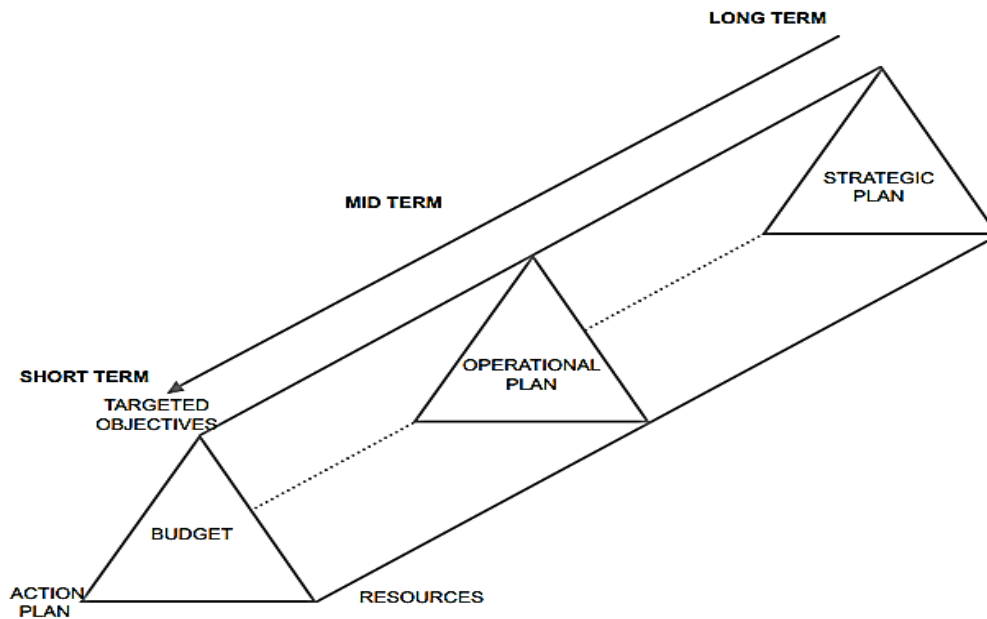 LONG TERM
STRATEGIC
PLAN
MID TERM
OPERATIONAL
PLAN
SHORT TERM
TARGETED
OBJECTIVES
BUDGET
ACTION
PLAN
RESOURCES